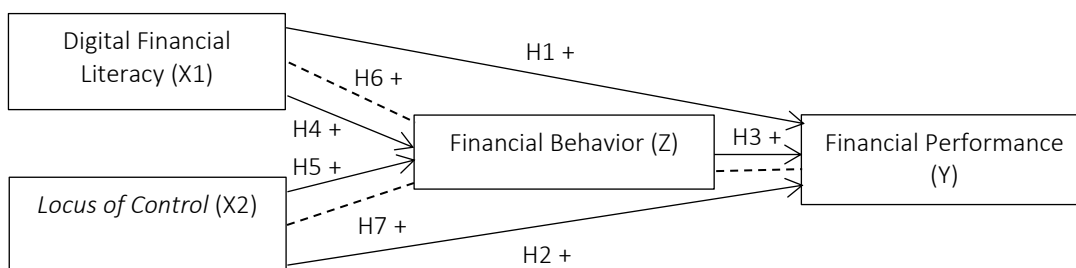 Digital Financial
Literacy (X1)
H1 +
H6 +
H4 +
Financial Behavior (Z)
H3 +
Financial Performance
(Y)
H5 +
Locus of Control (X2)
H7 +
H2 +